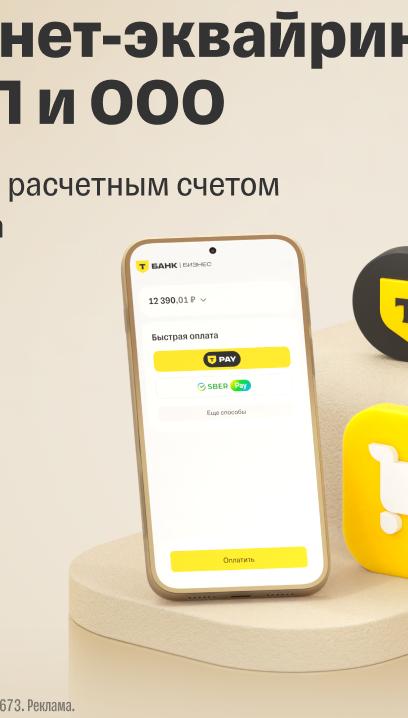 нет-эквайрин
П и ООО
расчетным счетом
а
Т БАНК | БИЗНЕС
12 390,01 ₽
Быстрая оплата
T PAY
SBER Pay
Еще способы
Оплатить
673. Реклама.